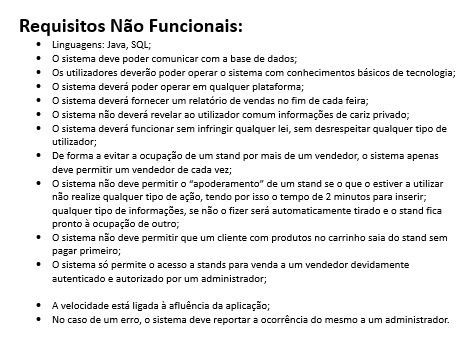 Requisitos Não Funcionais:
• Linguagens: Java, SQL;
• O sistema deve poder comunicar com a base de dados;
• Os utilizadores deverão poder operar o sistema com conhecimentos básicos de tecnologia;
• O sistema deverá poder operar em qualquer plataforma;
• O sistema deverá fornecer um relatório de vendas no fim de cada feira;
• O sistema não deverá revelar ao utilizador comum informações de cariz privado;
• O sistema deverá funcionar sem infringir qualquer lei, sem desrespeitar qualquer tipo de
utilizador;
• De forma a evitar a ocupação de um stand por mais de um vendedor, o sistema apenas
deve permitir um vendedor de cada vez;
• O sistema não deve permitir o “apoderamento” de um stand se o que o estiver a utilizar
não realize qualquer tipo de ação, tendo por isso o tempo de 2 minutos para inserir;
qualquer tipo de informações, se não o fizer será automaticamente tirado e o stand fica
pronto à ocupação de outro;
• O sistema não deve permitir que um cliente com produtos no carrinho saia do stand sem
pagar primeiro;
• O sistema só permite o acesso a stands para venda a um vendedor devidamente
autenticado e autorizado por um administrador;
• A velocidade está ligada à afluência da aplicação;
• No caso de um erro, o sistema deve reportar a ocorrência do mesmo a um administrador.